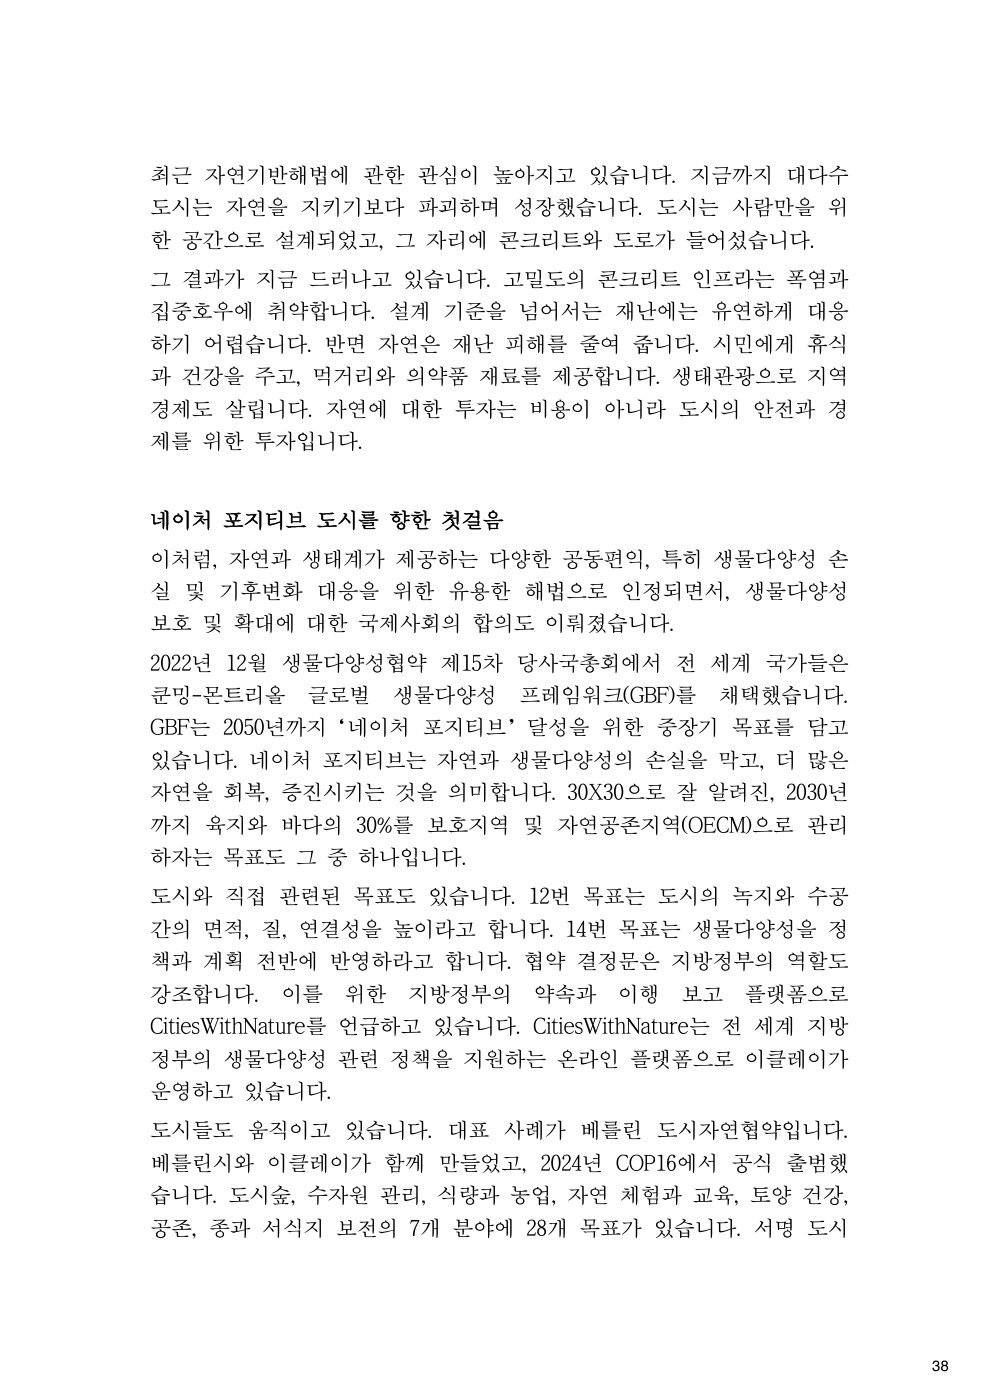 최근 자연기반해법에 관한 관심이 높아지고 있습니다. 지금까지 대다수
도시는 자연을 지키기보다 파괴하며 성장했습니다. 도시는 사람만을 위
한 공간으로 설계되었고, 그 자리에 콘크리트와 도로가 들어섰습니다.
그 결과가 지금 드러나고 있습니다. 고밀도의 콘크리트 인프라는 폭염과
집중호우에 취약합니다. 설계 기준을 넘어서는 재난에는 유연하게 대응
하기 어렵습니다. 반면 자연은 재난 피해를 줄여 줍니다. 시민에게 휴식
과 건강을 주고, 먹거리와 의약품 재료를 제공합니다. 생태관광으로 지역
경제도 살립니다. 자연에 대한 투자는 비용이 아니라 도시의 안전과 경
제를 위한 투자입니다.
네이처 포지티브 도시를 향한 첫걸음
이처럼, 자연과 생태계가 제공하는 다양한 공동편익, 특히 생물다양성 손
실 및 기후변화 대응을 위한 유용한 해법으로 인정되면서, 생물다양성
보호 및 확대에 대한 국제사회의 합의도 이뤄졌습니다.
2022년 12월 생물다양성협약 제15차 당사국총회에서 전 세계 국가들은
쿤밍-몬트리올 글로벌 생물다양성 프레임워크(GBF)를 채택했습니다.
GBF는 2050년까지 ‘네이처 포지티브’ 달성을 위한 중장기 목표를 담고
있습니다. 네이처 포지티브는 자연과 생물다양성의 손실을 막고, 더 많은
자연을 회복, 증진시키는 것을 의미합니다. 30X30으로 잘 알려진, 2030년
까지 육지와 바다의 30%를 보호지역 및 자연공존지역(OECM)으로 관리
하자는 목표도 그 중 하나입니다.
도시와 직접 관련된 목표도 있습니다. 12번 목표는 도시의 녹지와 수공
간의 면적, 질, 연결성을 높이라고 합니다. 14번 목표는 생물다양성을 정
책과 계획 전반에 반영하라고 합니다. 협약 결정문은 지방정부의 역할도
강조합니다. 이를 위한 지방정부의 약속과 이행 보고 플랫폼으로
CitiesWithNature를 언급하고 있습니다. CitiesWithNature는 전 세계 지방
정부의 생물다양성 관련 정책을 지원하는 온라인 플랫폼으로 이클레이가
운영하고 있습니다.
도시들도 움직이고 있습니다. 대표 사례가 베를린 도시자연협약입니다.
베를린시와 이클레이가 함께 만들었고, 2024년 COP16에서 공식 출범했
습니다. 도시숲, 수자원 관리, 식량과 농업, 자연 체험과 교육, 토양 건강,
공존, 종과 서식지 보전의 7개 분야에 28개 목표가 있습니다. 서명 도시
38